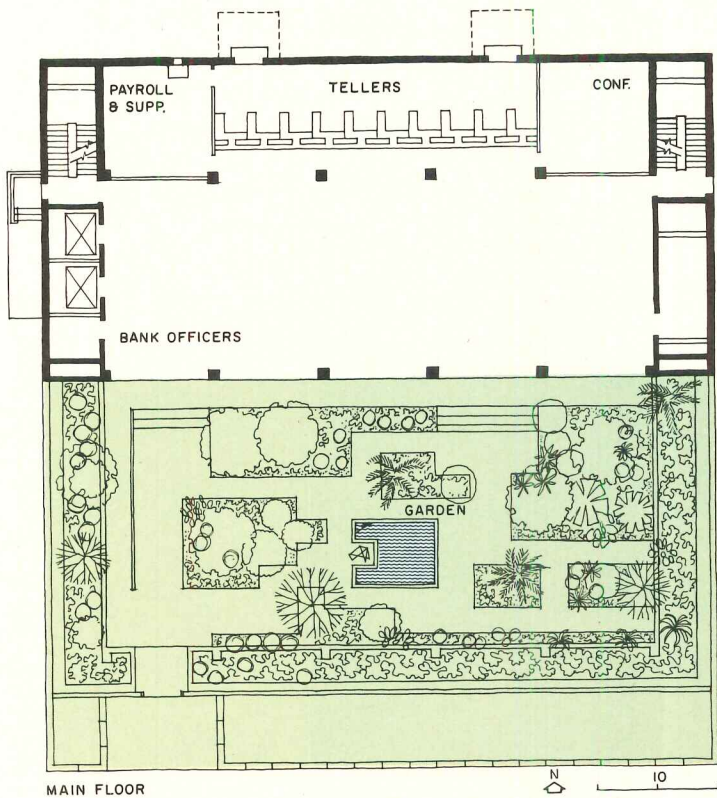 PAYROLL
& SUPP.
TELLERS
CONF.
BANK OFFICERS
GARDEN
MAIN FLOOR
N
10